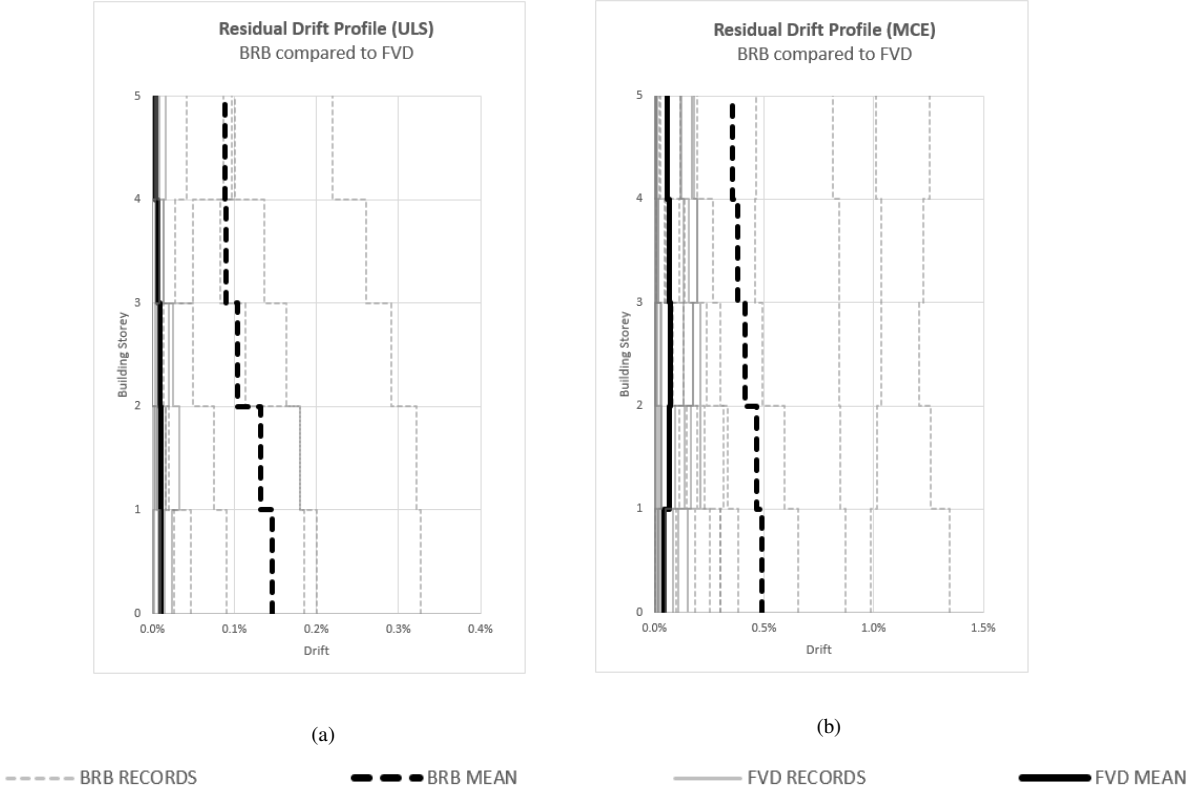 Residual Drift Profile (ULS)
BRB compared to FVD
5
4
3
2
1
0
Building Storey
0.0%
0.1%
0.2%
0.3%
0.4%
Drift
(a)
Residual Drift Profile (MCE)
BRB compared to FVD
5
4
3
2
1
0
Building Storey
0.0%
0.5%
1.0%
1.5%
Drift
(b)
BRB RECORDS
BRB MEAN
FVD RECORDS
FVD MEAN